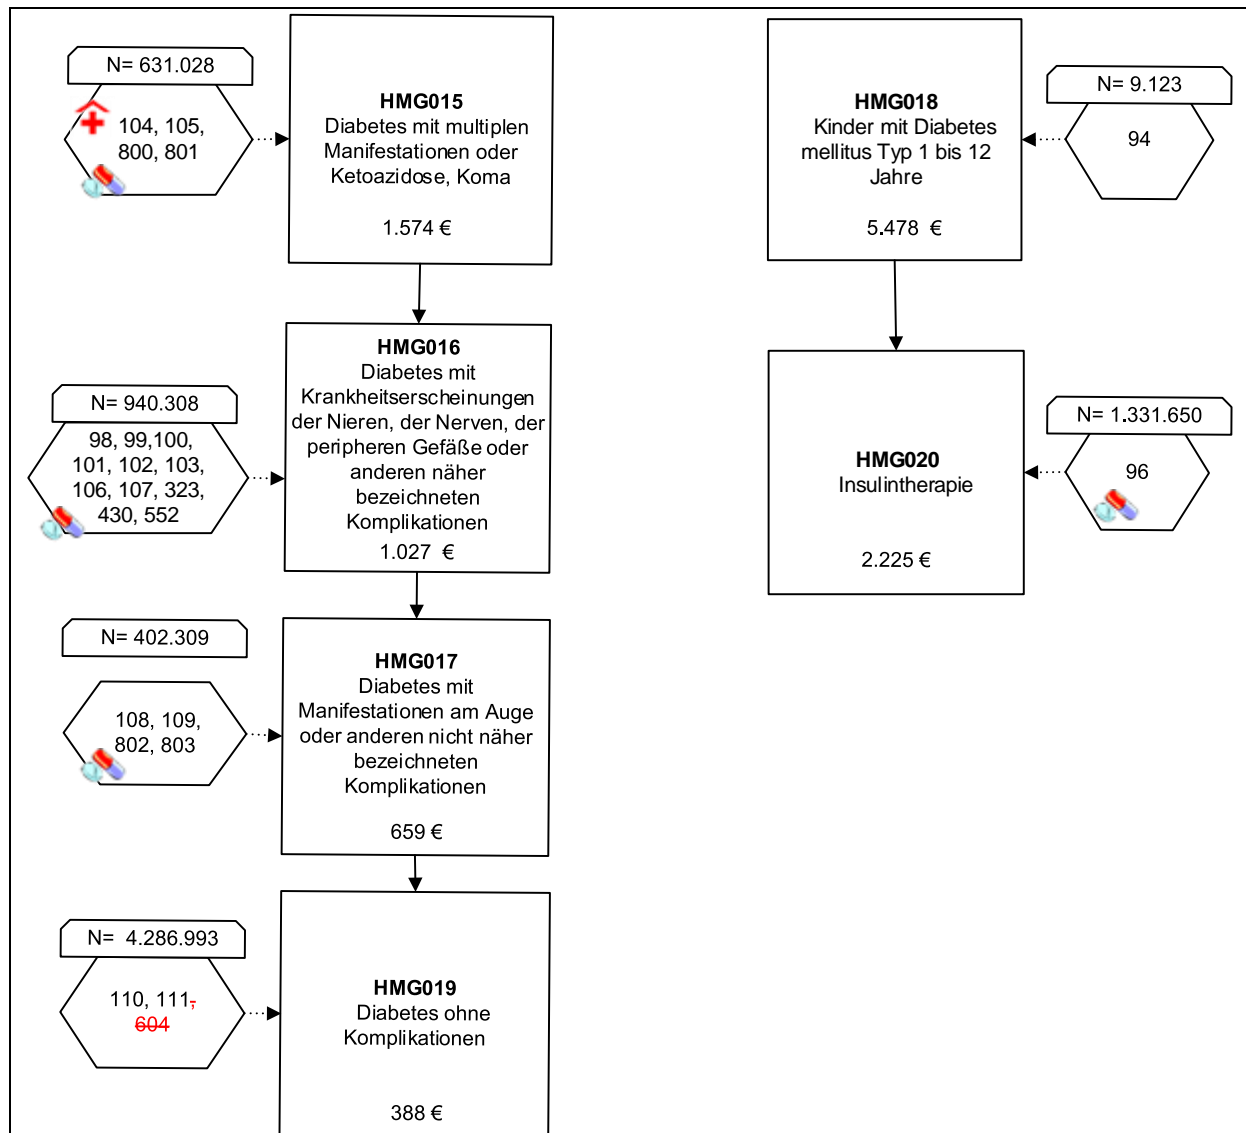 N= 631.028
104, 105,
800, 801
HMG015
Diabetes mit multiplen
Manifestationen oder
Ketoazidose, Koma
1.574 €
N= 940.308
98, 99,100,
101, 102, 103,
106, 107, 323,
430, 552
HMG016
Diabetes mit
Krankheitserscheinungen
der Nieren, der Nerven, der
peripheren Gefäße oder
anderen näher
bezeichneten
Komplikationen
1.027 €
N= 402.309
108, 109,
802, 803
HMG017
Diabetes mit
Manifestationen am Auge
oder anderen nicht näher
bezeichneten
Komplikationen
659 €
N= 4.286.993
110, 111,
604
HMG019
Diabetes ohne
Komplikationen
388 €
HMG018
Kinder mit Diabetes
mellitus Typ 1 bis 12
Jahre
5.478 €
N= 9.123
94
HMG020
Insulintherapie
2.225 €
N= 1.331.650
96